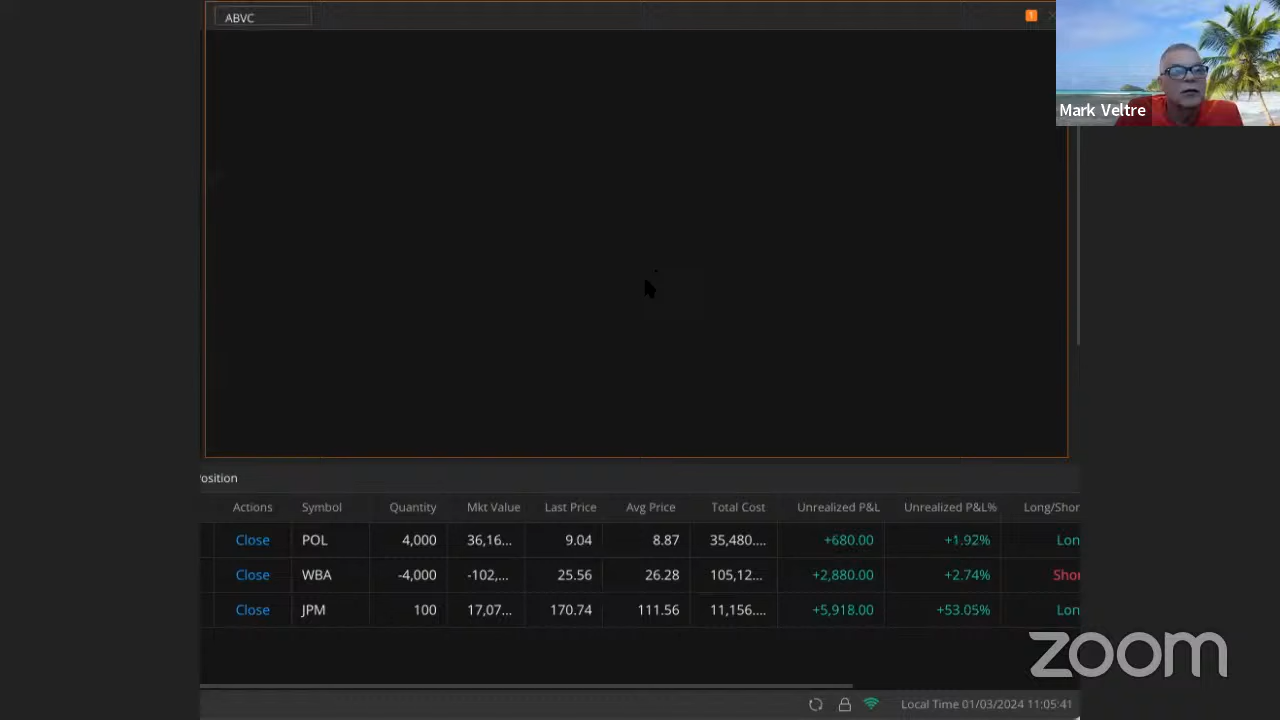 ABVC
1
Mark Veltre
osition
Actions Symbol Quantity Mkt Value Last Price Avg Price Total Cost Unrealized P&L Unrealized P&L% Long/Shor
Close POL 4,000 36,16... 9.04 8.87 35,480.... +680.00 +1.92% Lon
Close WBA -4,000 -102,... 25.56 26.28 105,12... +2,880.00 +2.74% Shor
Close JPM 100 17,07... 170.74 111.56 11,156.... +5,918.00 +53.05% Lon
zoom
Local Time 01/03/2024 11:05:41